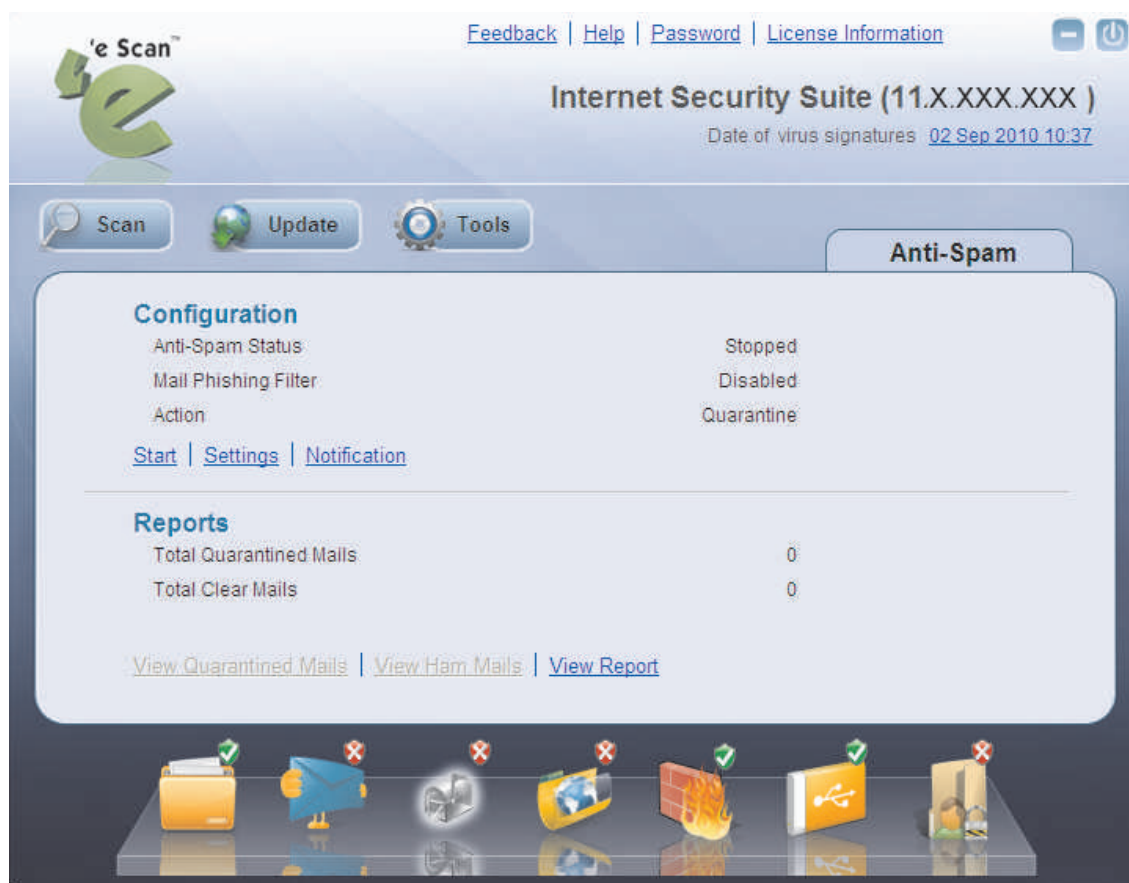 Feedback | Help | Password | License Information
'e Scan™
Internet Security Suite (11.X.XXX.XXX )
Date of virus signatures 02 Sep 2010 10:37
Scan
Update
Tools
Anti-Spam
Configuration
Anti-Spam Status Stopped
Mail Phishing Filter Disabled
Action Quarantine
Start | Settings | Notification
Reports
Total Quarantined Mails 0
Total Clear Mails 0
View Quarantined Mails | View Ham Mails | View Report